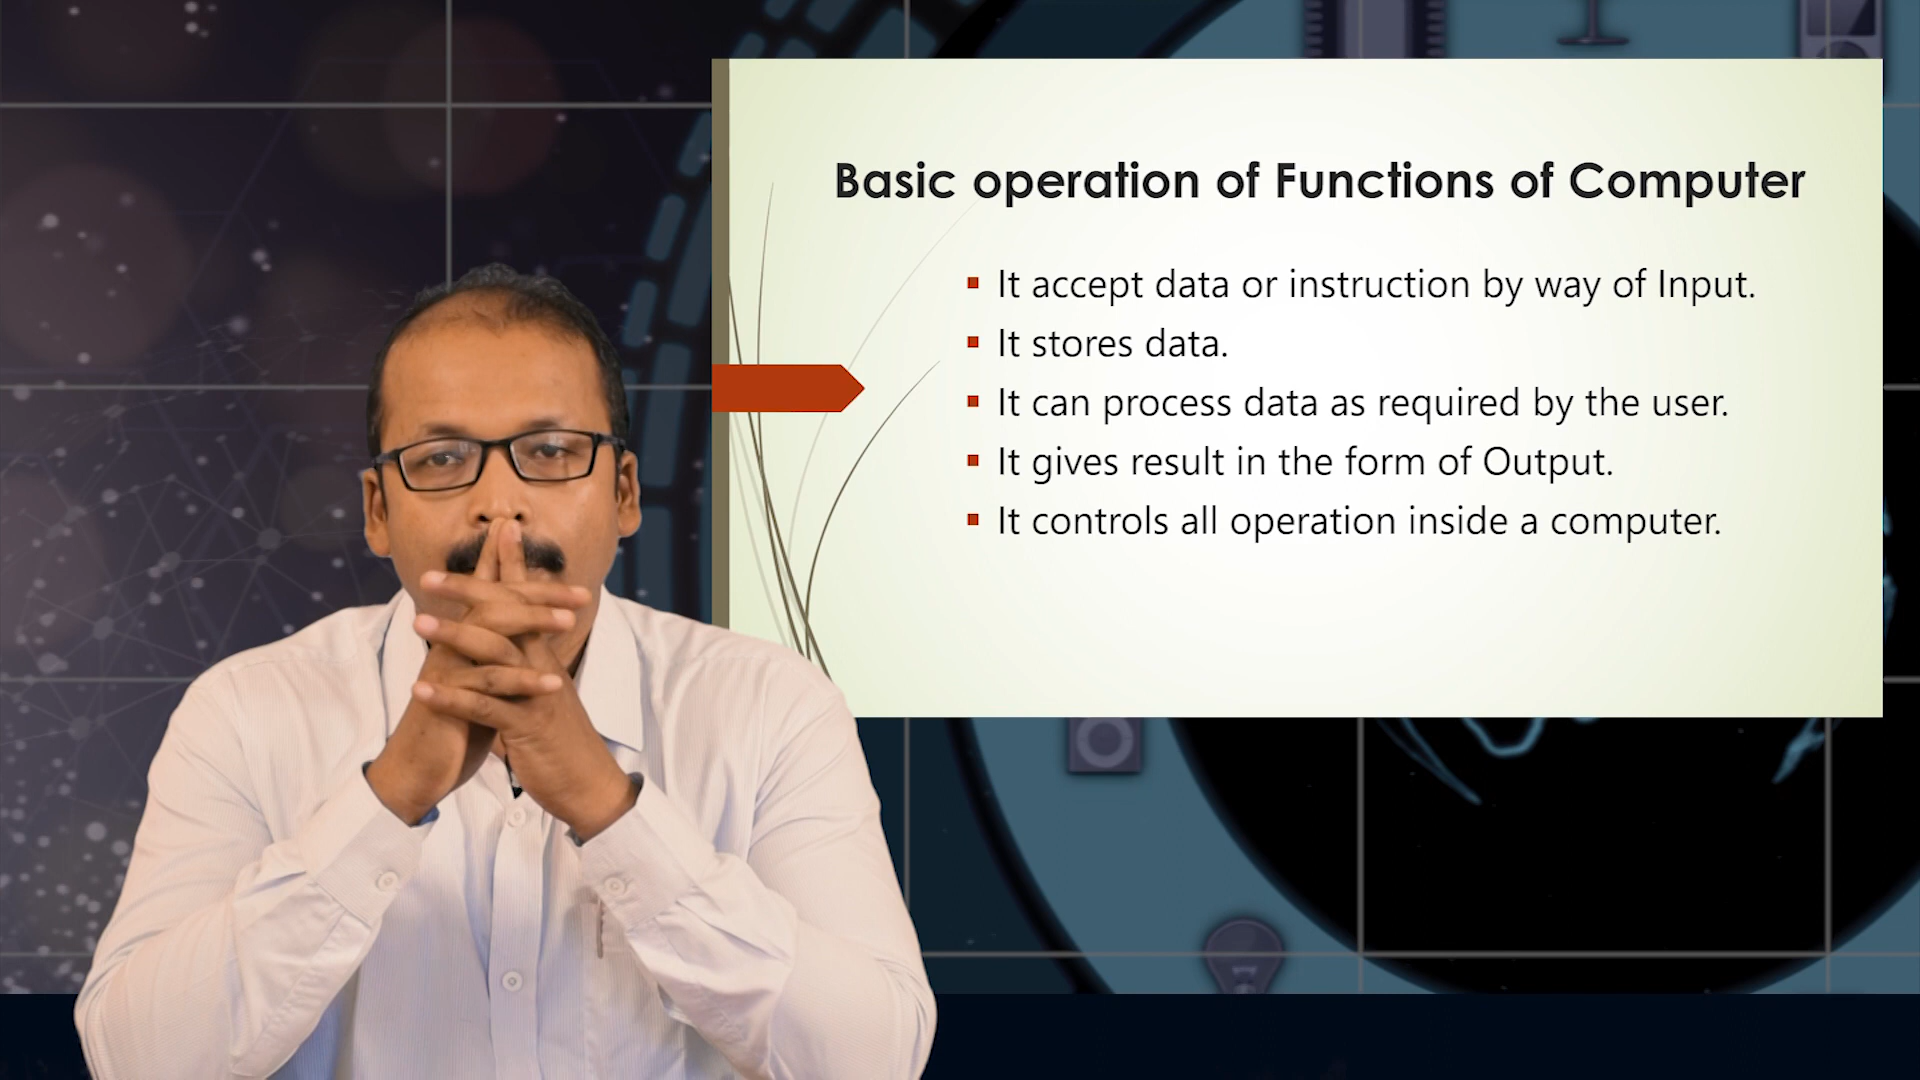 Basic operation of Functions of Computer
It accept data or instruction by way of Input.
It stores data.
It can process data as required by the user.
It gives result in the form of Output.
It controls all operation inside a computer.